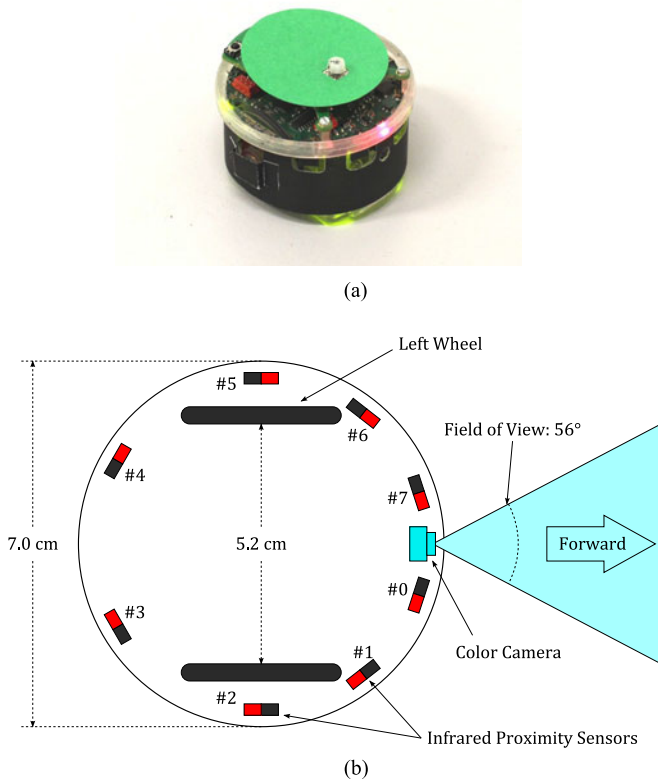 (a)
Left Wheel
#5
#6
Field of View: 56°
#4
#7
7.0 cm
5.2 cm
Forward
#0
#3
#1
Color Camera
#2
Infrared Proximity Sensors
(b)